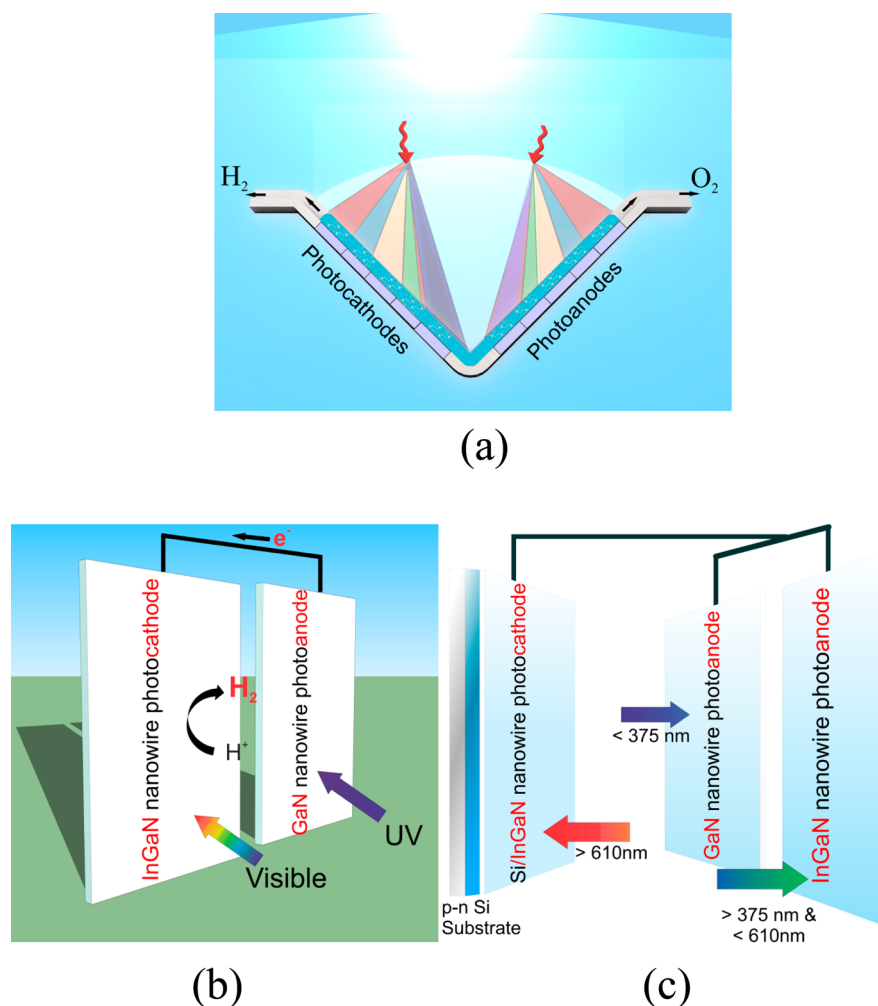 H2
O2
Photocathodes
Photoanodes
(a)
e-
InGaN nanowire photocathode
GaN nanowire photoanode
H2
H+
UV
Visible
(b)
Si/InGaN nanowire photocathode
GaN nanowire photoanode
InGaN nanowire photoanode
< 375 nm
> 610nm
p-n Si
Substrate
> 375 nm &
< 610nm
(c)